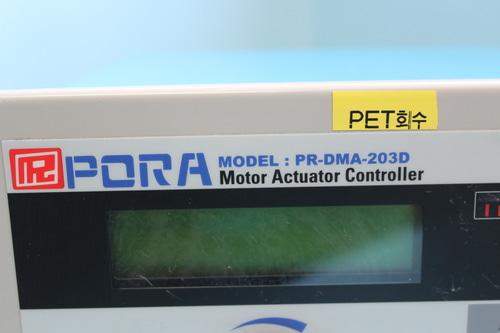 PET회수
PORA MODEL : PR-DMA-203D
Motor Actuator Controller